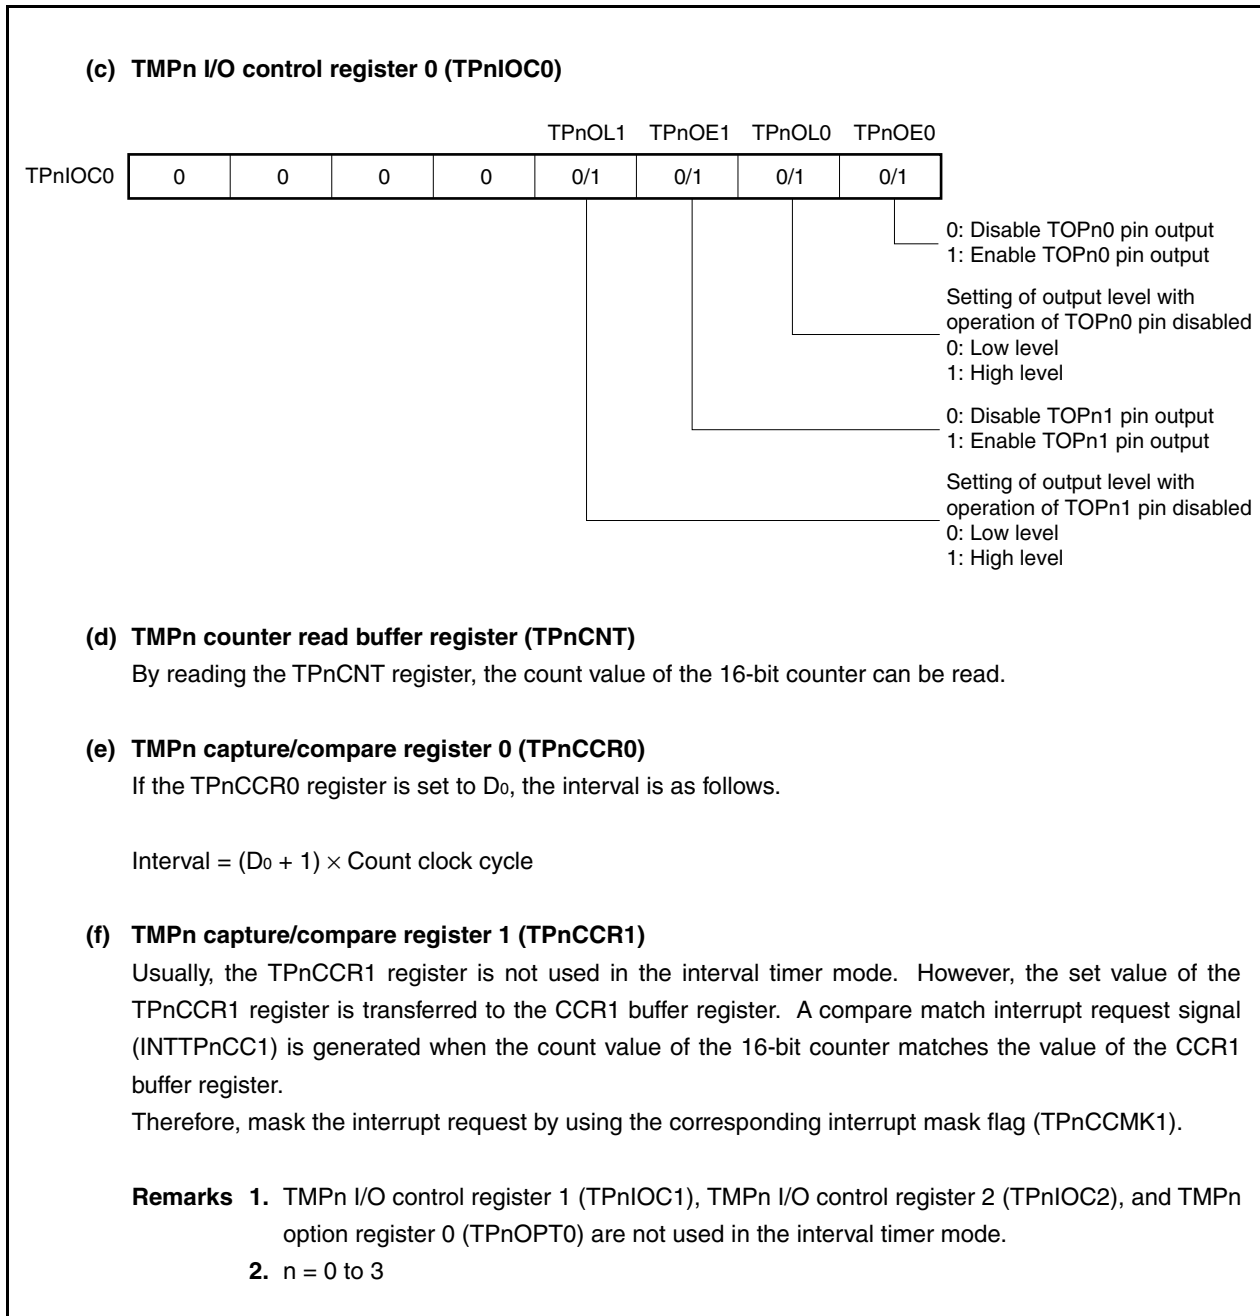 (c) TMPn I/O control register 0 (TPnIOC0)
TPnOL1 TPnOE1 TPnOL0 TPnOE0
TPnIOC0 0 0 0 0 0/1 0/1 0/1 0/1
0: Disable TOPn0 pin output
1: Enable TOPn0 pin output
Setting of output level with
operation of TOPn0 pin disabled
0: Low level
1: High level
0: Disable TOPn1 pin output
1: Enable TOPn1 pin output
Setting of output level with
operation of TOPn1 pin disabled
0: Low level
1: High level
(d) TMPn counter read buffer register (TPnCNT)
By reading the TPnCNT register, the count value of the 16-bit counter can be read.
(e) TMPn capture/compare register 0 (TPnCCR0)
If the TPnCCR0 register is set to D₀, the interval is as follows.
Interval = (D₀ + 1) × Count clock cycle
(f) TMPn capture/compare register 1 (TPnCCR1)
Usually, the TPnCCR1 register is not used in the interval timer mode. However, the set value of the
TPnCCR1 register is transferred to the CCR1 buffer register. A compare match interrupt request signal
(INTTPnCC1) is generated when the count value of the 16-bit counter matches the value of the CCR1
buffer register.
Therefore, mask the interrupt request by using the corresponding interrupt mask flag (TPnCCMK1).
Remarks 1. TMPn I/O control register 1 (TPnIOC1), TMPn I/O control register 2 (TPnIOC2), and TMPn
option register 0 (TPnOPT0) are not used in the interval timer mode.
2. n = 0 to 3